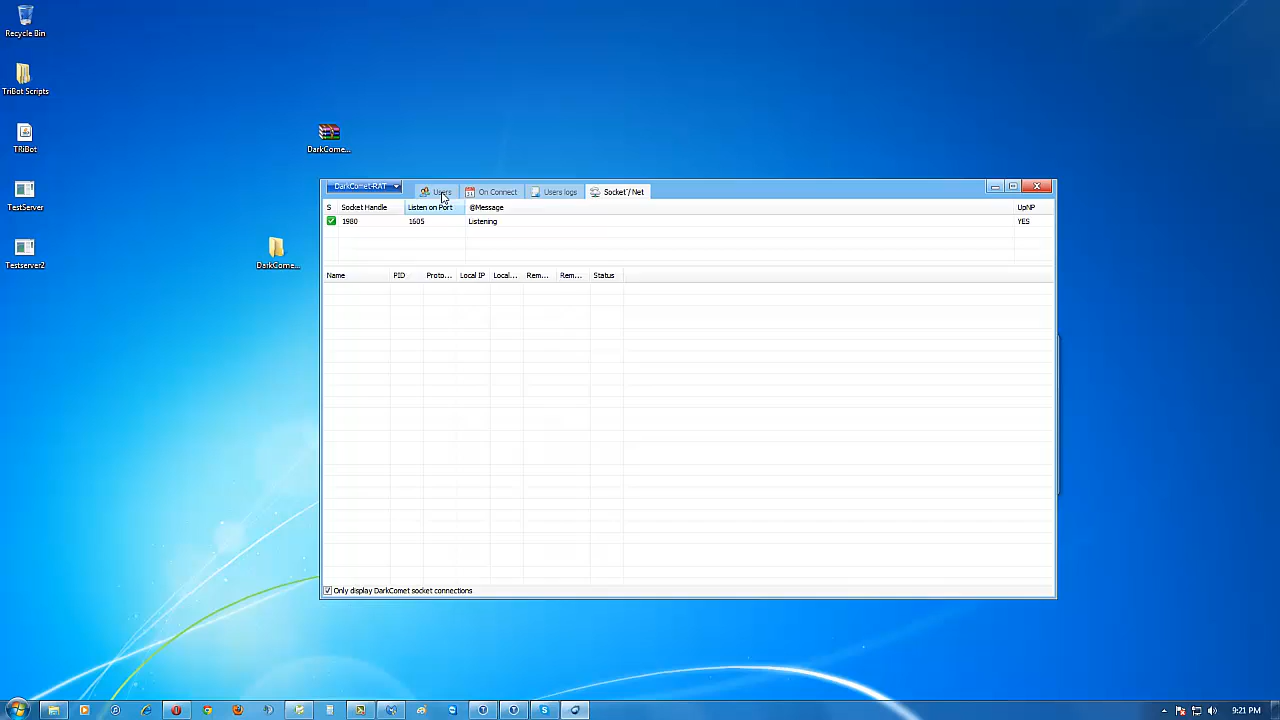 Recycle Bin
TriBot Scripts
TRiBot
TestServer
Testserver2
DarkCome...
DarkCome...
DarkComet-RAT
Users
On Connect
Users logs
Socket / Net
S Socket Handle Listen on Port @Message UpNP
1980 1605 Listening YES
Name PID Proto... Local IP Local... Rem... Rem... Status
Only display DarkComet socket connections
9:21 PM